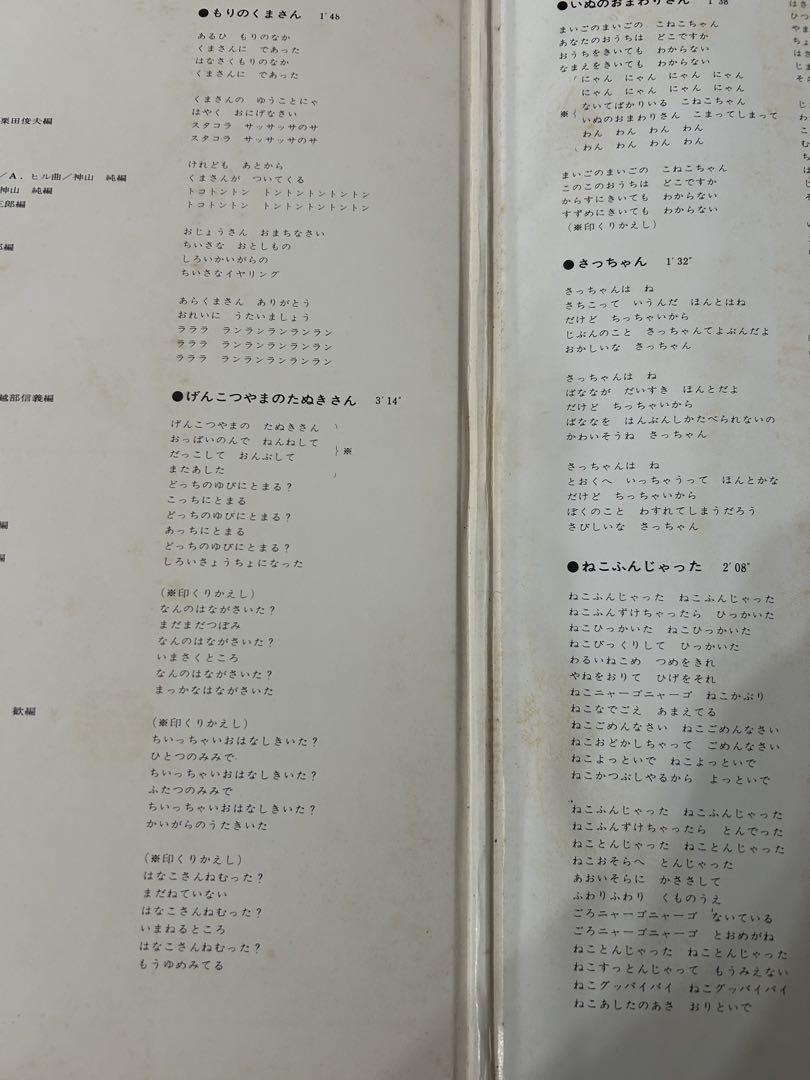 栗田俊夫編
／A．ヒル曲／神山　純編
神山　純編
三郎編
編
越部信義編
編
編
歓編
●もりのくまさん　1′48
あるひ　もりのなか
くまさんに　であった
はなさくもりのなか
くまさんに　であった
くまさんの　ゆうことにゃ
はやく　おにげなさい
スタコラ　サッサッサのサ
スタコラ　サッサッサのサ
けれども　あとから
くまさんが　ついてくる
トコトントン　トントントントントン
トコトントン　トントントントントン
おじょうさん　おまちなさい
ちいさな　おとしもの
しろいかいがらの
ちいさなイヤリング
あらくまさん　ありがとう
おれいに　うたいましょう
ラララ　ランランランランラン
ラララ　ランランランランラン
ラララ　ランランランランラン
●げんこつやまのたぬきさん　3′14″
げんこつやまの　たぬきさん
おっぱいのんで　ねんねして
だっこして　おんぶして　※
またあした
どっちのゆびにとまる？
こっちにとまる
どっちのゆびにとまる？
あっちにとまる
どっちのゆびにとまる？
しろいきょうちょになった
（※印くりかえし）
なんのはながさいた？
まだまだつぼみ
なんのはながさいた？
いまさくところ
なんのはながさいた？
まっかなはながさいた
（※印くりかえし）
ちいっちゃいおはなしきいた？
ひとつのみみで
ちいっちゃいおはなしきいた？
ふたつのみみで
ちいっちゃいおはなしきいた？
かいがらのうたきいた
（※印くりかえし）
はなこさんねむった？
まだねていない
はなこさんねむった？
いまねるところ
はなこさんねむった？
もうゆめみてる
●いぬのおまわりさん　1′38
まいごのまいごの　こねこちゃん
あなたのおうちは　どこですか
おうちをきいても　わからない
なまえをきいても　わからない
にゃん　にゃん　にゃん　にゃん
にゃん　にゃん　にゃん　にゃん
ないてばかりいる　こねこちゃん
※　いぬのおまわりさん　こまってしまって
わん　わん　わん　わん
わん　わん　わん　わん
まいごのまいごの　こねこちゃん
このこのおうちは　どこですか
からすにきいても　わからない
すずめにきいても　わからない
（※印くりかえし）
●さっちゃん　1′32″
さっちゃんは　ね
さちこって　いうんだ　ほんとはね
だけど　ちっちゃいから
じぶんのこと　さっちゃんてよぶんだよ
おかしいな　さっちゃん
さっちゃんは　ね
ばななが　だいすき　ほんとだよ
だけど　ちっちゃいから
ばななを　はんぶんしかたべられないの
かわいそうね　さっちゃん
さっちゃんは　ね
とおくへ　いっちゃうって　ほんとかな
だけど　ちっちゃいから
ぼくのこと　わすれてしまうだろう
さびしいな　さっちゃん
●ねこふんじゃった　2′08″
ねこふんじゃった　ねこふんじゃった
ねこふんずけちゃったら　ひっかいた
ねこひっかいた　ねこひっかいた
ねこびっくりして　ひっかいた
わるいねこめ　つめをきれ
やねをおりて　ひげをそれ
ねこニャーゴニャーゴ　ねこかぶり
ねこなでごえ　あまえてる
ねこごめんなさい　ねこごめんなさい
ねこおどかしちゃって　ごめんなさい
ねこよっといで　ねこよっといで
ねこかつぶしやるから　よっといで
ねこふんじゃった　ねこふんじゃった
ねこふんずけちゃったら　とんでった
ねことんじゃった　ねことんじゃった
ねこおそらへ　とんじゃった
あおいそらに　かささして
ふわりふわり　くものうえ
ごろニャーゴニャーゴ　ないている
ごろニャーゴニャーゴ　とおめがね
ねことんじゃった　ねことんじゃった
ねこすっとんじゃって　もうみえない
ねこグッバイバイ　ねこグッバイバイ
ねこあしたのあさ　おりといで